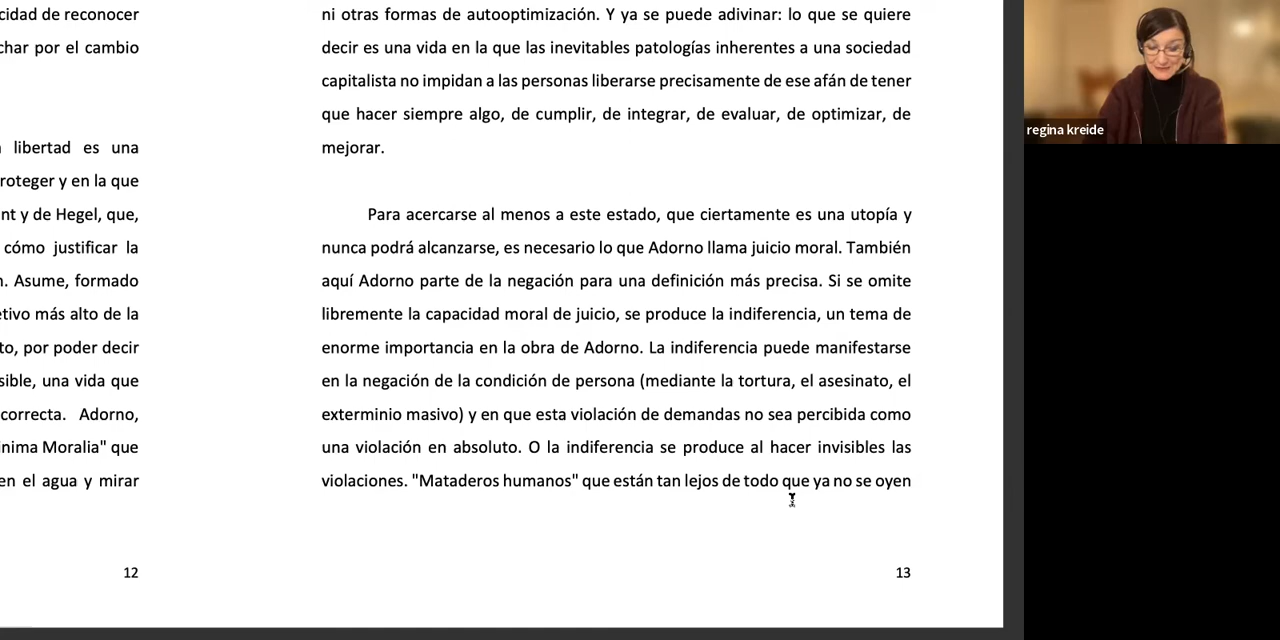 cidad de reconocer
char por el cambio
libertad es una
roteger y en la que
nt y de Hegel, que,
cómo justificar la
n. Asume, formado
etivo más alto de la
to, por poder decir
sible, una vida que
correcta. Adorno,
inima Moralia" que
en el agua y mirar
12
ni otras formas de autooptimización. Y ya se puede adivinar: lo que se quiere
decir es una vida en la que las inevitables patologías inherentes a una sociedad
capitalista no impidan a las personas liberarse precisamente de ese afán de tener
que hacer siempre algo, de cumplir, de integrar, de evaluar, de optimizar, de
mejorar.
Para acercarse al menos a este estado, que ciertamente es una utopía y
nunca podrá alcanzarse, es necesario lo que Adorno llama juicio moral. También
aquí Adorno parte de la negación para una definición más precisa. Si se omite
libremente la capacidad moral de juicio, se produce la indiferencia, un tema de
enorme importancia en la obra de Adorno. La indiferencia puede manifestarse
en la negación de la condición de persona (mediante la tortura, el asesinato, el
exterminio masivo) y en que esta violación de demandas no sea percibida como
una violación en absoluto. O la indiferencia se produce al hacer invisibles las
violaciones. "Mataderos humanos" que están tan lejos de todo que ya no se oyen
13
regina kreide